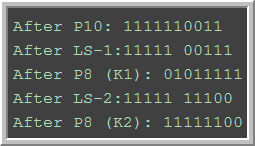 After P10: 1111110011
After LS-1:11111 00111
After P8 (K1): 01011111
After LS-2:11111 11100
After P8 (K2): 11111100